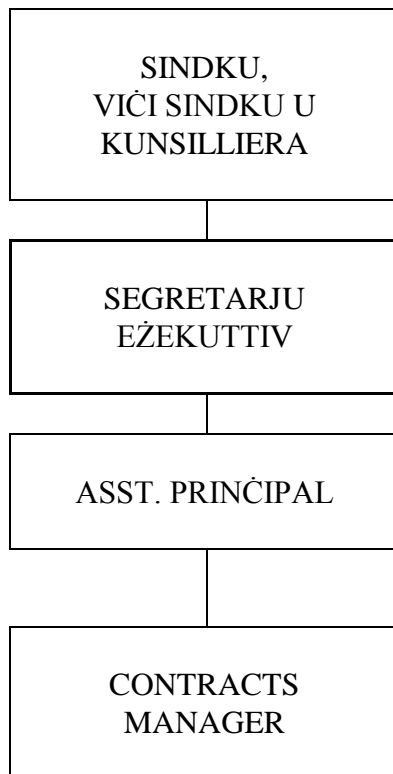 SINDKU,
VIĊI SINDKU U
KUNSILLIERA
SEGRETARJU
EŻEKUTTIV
ASST. PRINĊIPAL
CONTRACTS
MANAGER